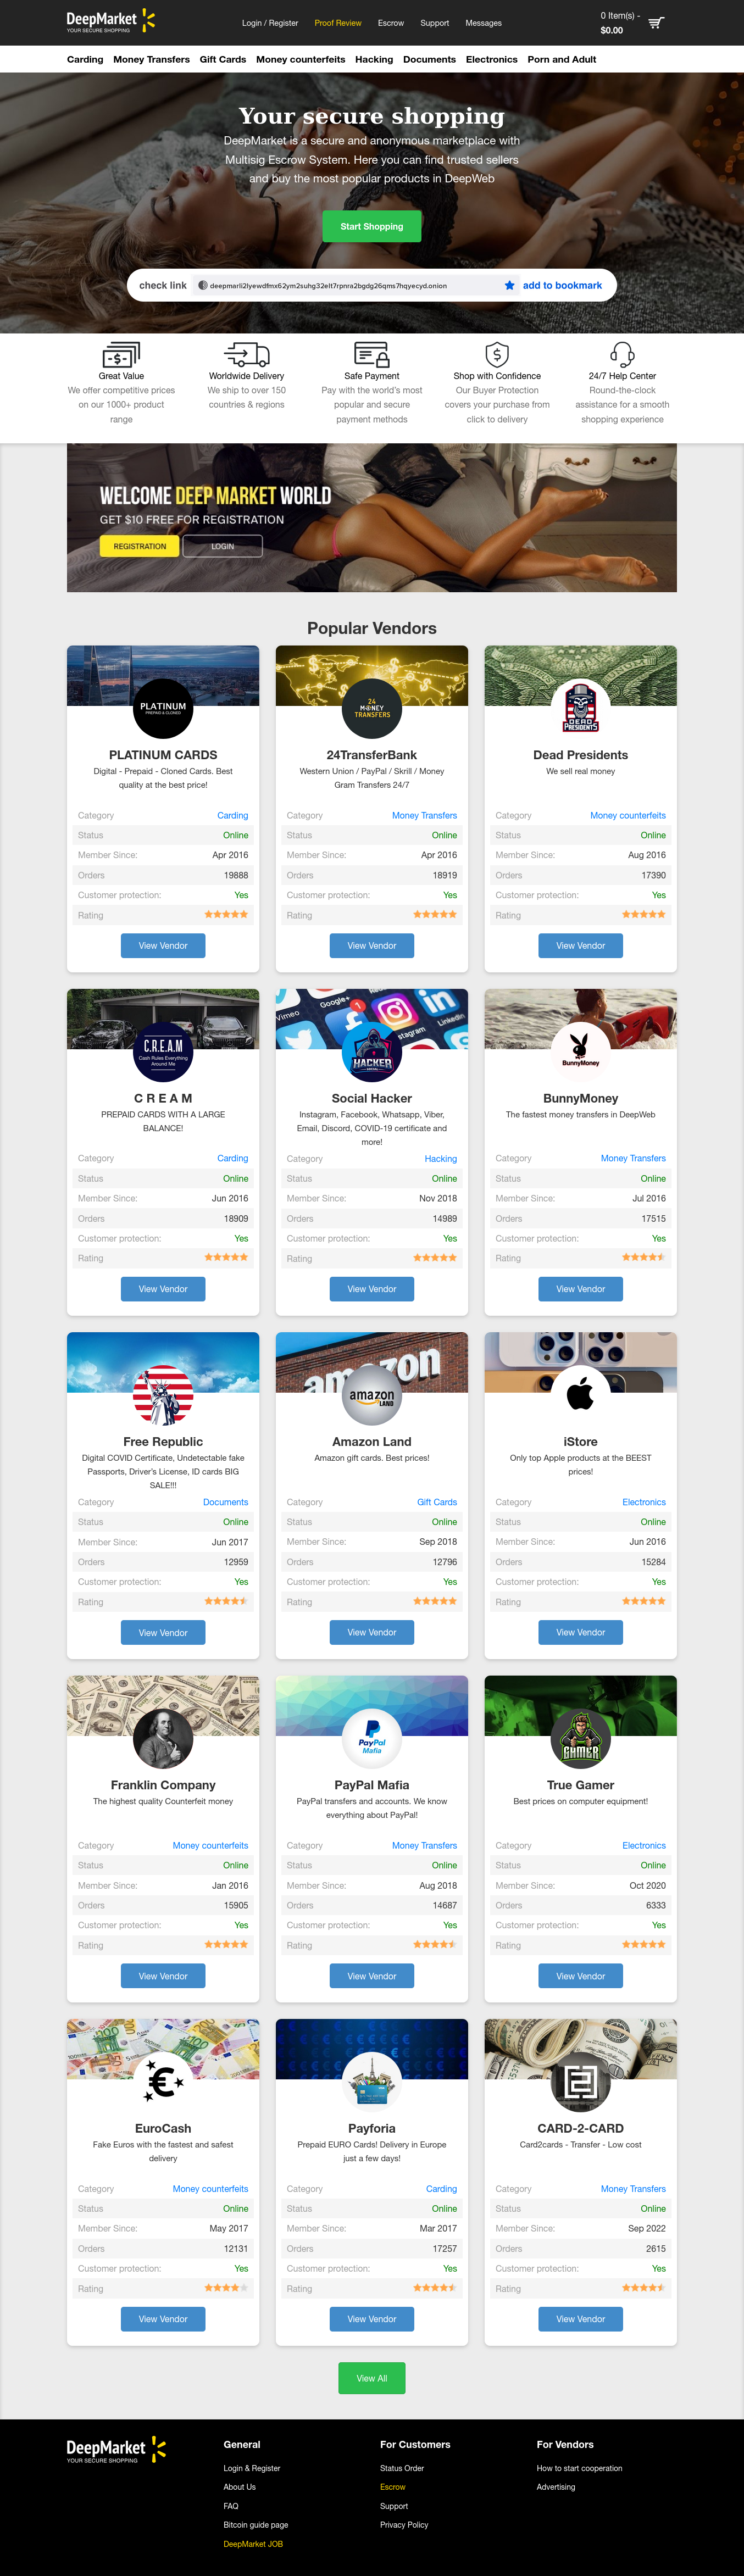 DeepMarket
YOUR SECURE SHOPPING
Login / Register Proof Review Escrow Support Messages
0 Item(s) -
$0.00
Carding Money Transfers Gift Cards Money counterfeits Hacking Documents Electronics Porn and Adult
Your secure shopping
DeepMarket is a secure and anonymous marketplace with
Multisig Escrow System. Here you can find trusted sellers
and buy the most popular products in DeepWeb
Start Shopping
check link
add to bookmark
Great Value
We offer competitive prices
on our 1000+ product
range
Worldwide Delivery
We ship to over 150
countries & regions
Safe Payment
Pay with the world's most
popular and secure
payment methods
Shop with Confidence
Our Buyer Protection
covers your purchase from
click to delivery
24/7 Help Center
Round-the-clock
assistance for a smooth
shopping experience
WELCOME DEEP MARKET WORLD
GET $10 FREE FOR REGISTRATION
REGISTRATION LOGIN
Popular Vendors
PLATINUM
PREPAID & CLONED
PLATINUM CARDS
Digital - Prepaid - Cloned Cards. Best
quality at the best price!
Category Carding
Status Online
Member Since: Apr 2016
Orders 19888
Customer protection: Yes
Rating
View Vendor
24
M@NEY
TRANSFERS
24TransferBank
Western Union / PayPal / Skrill / Money
Gram Transfers 24/7
Category Money Transfers
Status Online
Member Since: Apr 2016
Orders 18919
Customer protection: Yes
Rating
View Vendor
DEAD
PRESIDENTS
Dead Presidents
We sell real money
Category Money counterfeits
Status Online
Member Since: Aug 2016
Orders 17390
Customer protection: Yes
Rating
View Vendor
C.R.E.A.M
Cash Rules Everything
Around Me
C R E A M
PREPAID CARDS WITH A LARGE
BALANCE!
Category Carding
Status Online
Member Since: Jun 2016
Orders 18909
Customer protection: Yes
Rating
View Vendor
Vimeo
Google+
1
Instagram
LinkedIn
HACKER
Social Hacker
Instagram, Facebook, Whatsapp, Viber,
Email, Discord, COVID-19 certificate and
more!
Category Hacking
Status Online
Member Since: Nov 2018
Orders 14989
Customer protection: Yes
Rating
View Vendor
BunnyMoney
BunnyMoney
The fastest money transfers in DeepWeb
Category Money Transfers
Status Online
Member Since: Jul 2016
Orders 17515
Customer protection: Yes
Rating
View Vendor
Free Republic
Digital COVID Certificate, Undetectable fake
Passports, Driver's License, ID cards BIG
SALE!!!
Category Documents
Status Online
Member Since: Jun 2017
Orders 12959
Customer protection: Yes
Rating
View Vendor
amazon
amazon
LAND
Amazon Land
Amazon gift cards. Best prices!
Category Gift Cards
Status Online
Member Since: Sep 2018
Orders 12796
Customer protection: Yes
Rating
View Vendor
iStore
Only top Apple products at the BEEST
prices!
Category Electronics
Status Online
Member Since: Jun 2016
Orders 15284
Customer protection: Yes
Rating
View Vendor
Franklin Company
The highest quality Counterfeit money
Category Money counterfeits
Status Online
Member Since: Jan 2016
Orders 15905
Customer protection: Yes
Rating
View Vendor
PayPal
Mafia
PayPal Mafia
PayPal transfers and accounts. We know
everything about PayPal!
Category Money Transfers
Status Online
Member Since: Aug 2018
Orders 14687
Customer protection: Yes
Rating
View Vendor
GAMER
True Gamer
Best prices on computer equipment!
Category Electronics
Status Online
Member Since: Oct 2020
Orders 6333
Customer protection: Yes
Rating
View Vendor
EuroCash
Fake Euros with the fastest and safest
delivery
Category Money counterfeits
Status Online
Member Since: May 2017
Orders 12131
Customer protection: Yes
Rating
View Vendor
Payforia
Prepaid EURO Cards! Delivery in Europe
just a few days!
Category Carding
Status Online
Member Since: Mar 2017
Orders 17257
Customer protection: Yes
Rating
View Vendor
CARD-2-CARD
Card2cards - Transfer - Low cost
Category Money Transfers
Status Online
Member Since: Sep 2022
Orders 2615
Customer protection: Yes
Rating
View Vendor
View All
DeepMarket
YOUR SECURE SHOPPING
General
Login & Register
About Us
FAQ
Bitcoin guide page
DeepMarket JOB
For Customers
Status Order
Escrow
Support
Privacy Policy
For Vendors
How to start cooperation
Advertising